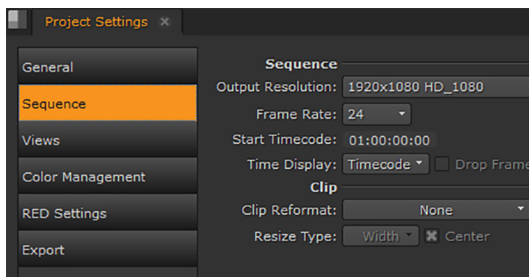 Project Settings
General
Sequence
Views
Color Management
RED Settings
Export
Sequence
Output Resolution: 1920x1080 HD_1080
Frame Rate: 24
Start Timecode: 01:00:00:00
Time Display: Timecode Drop Frame
Clip
Clip Reformat: None
Resize Type: Width Center